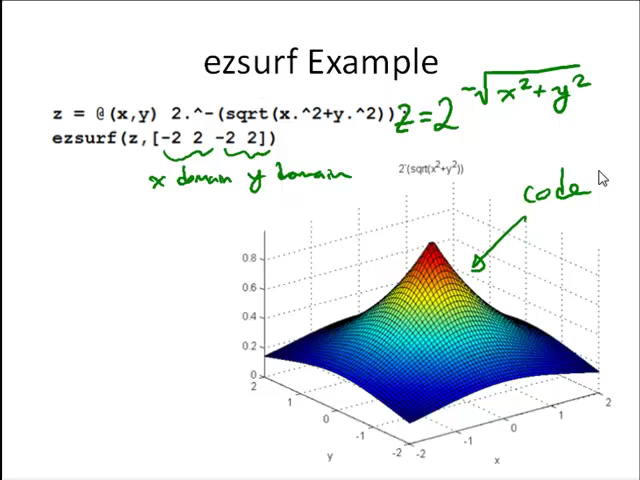 ezsurf Example
z = @(x,y) 2.^-(sqrt(x.^2+y.^2));
ezsurf(z,[-2 2 -2 2])
z=2^-√x²+y²
x domain y domain
2^-(sqrt(x²+y²))
code
0.8
0.6
0.4
0.2
0
2
1
0
-1
-2
y
-2
-1
0
1
2
x